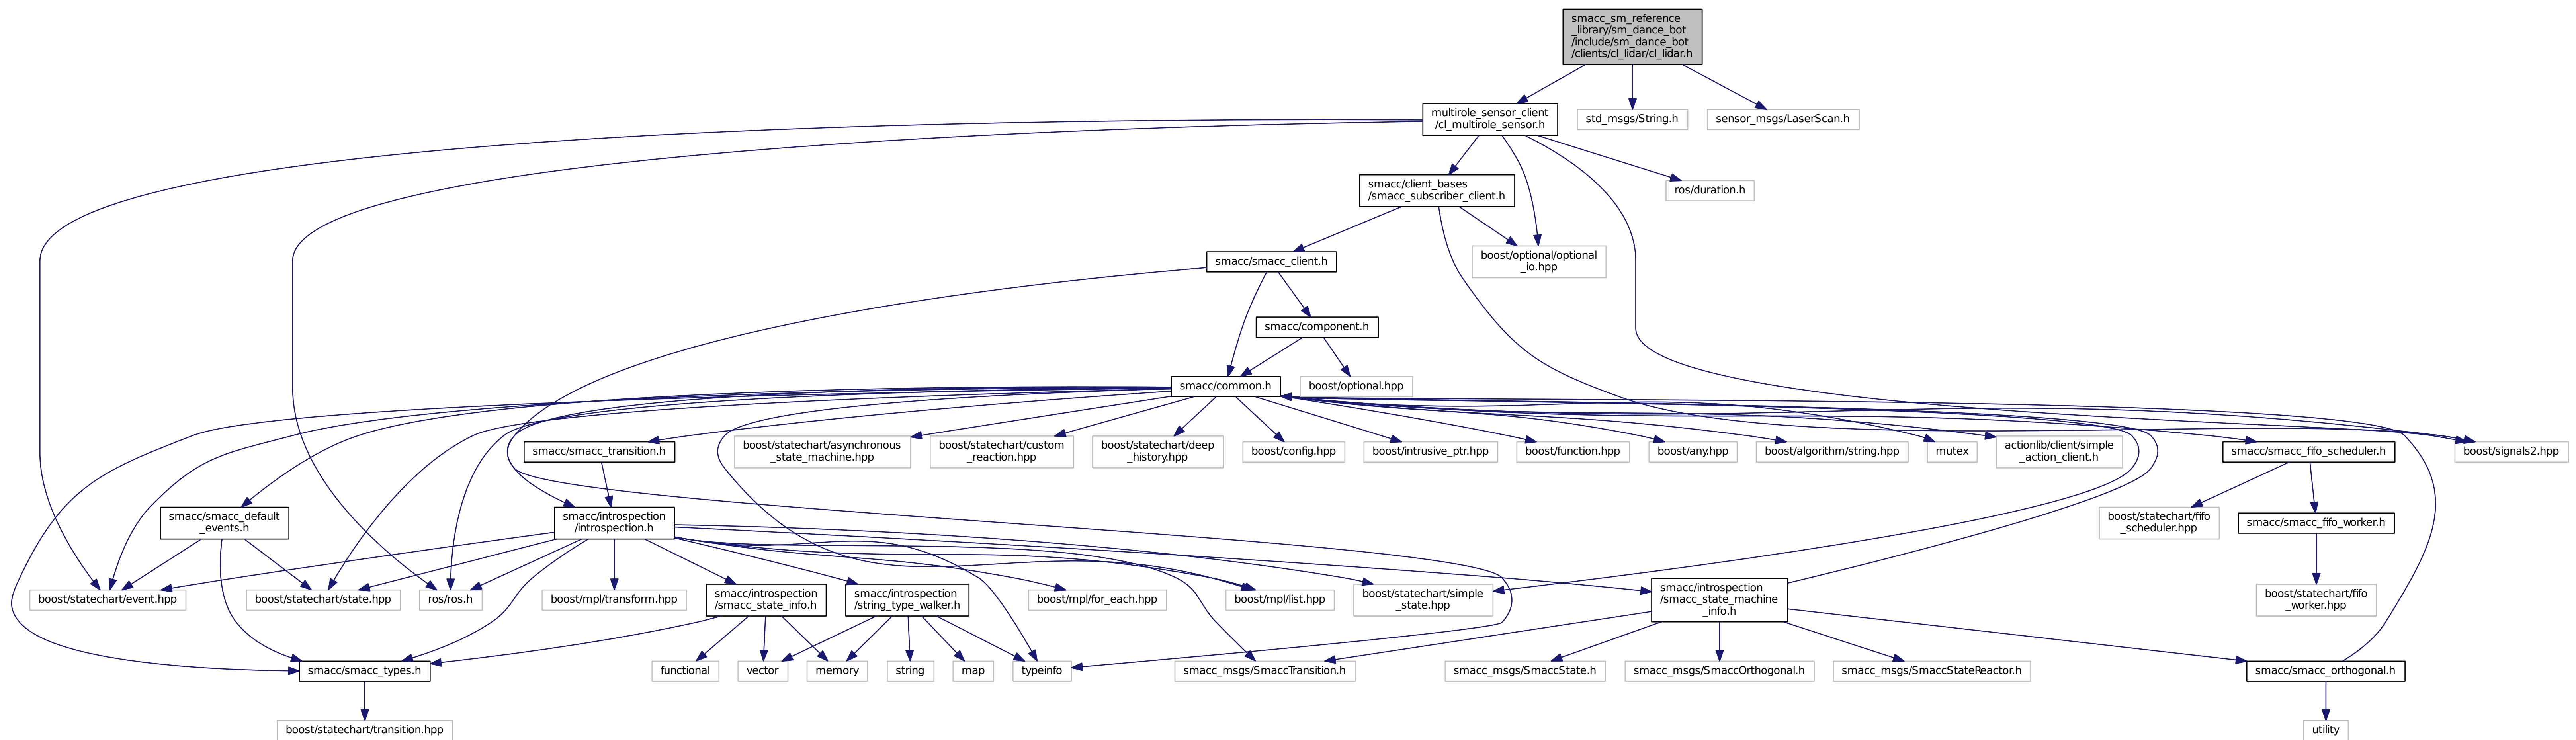 smacc_sm_reference
_library/sm_dance_bot
/include/sm_dance_bot
/clients/cl_lidar/cl_lidar.h
multirole_sensor_client
/cl_multirole_sensor.h
std_msgs/String.h
sensor_msgs/LaserScan.h
smacc/client_bases
/smacc_subscriber_client.h
ros/duration.h
smacc/smacc_client.h
boost/optional/optional
_io.hpp
smacc/component.h
smacc/common.h
boost/optional.hpp
smacc/smacc_transition.h
boost/statechart/asynchronous
_state_machine.hpp
boost/statechart/custom
_reaction.hpp
boost/statechart/deep
_history.hpp
boost/config.hpp
boost/intrusive_ptr.hpp
boost/function.hpp
boost/any.hpp
boost/algorithm/string.hpp
mutex
actionlib/client/simple
_action_client.h
smacc/smacc_fifo_scheduler.h
boost/signals2.hpp
smacc/smacc_default
_events.h
smacc/introspection
/introspection.h
boost/statechart/fifo
_scheduler.hpp
smacc/smacc_fifo_worker.h
boost/statechart/event.hpp
boost/statechart/state.hpp
ros/ros.h
boost/mpl/transform.hpp
smacc/introspection
/smacc_state_info.h
smacc/introspection
/string_type_walker.h
boost/mpl/for_each.hpp
boost/mpl/list.hpp
boost/statechart/simple
_state.hpp
smacc/introspection
/smacc_state_machine
_info.h
boost/statechart/fifo
_worker.hpp
smacc/smacc_types.h
functional
vector
memory
string
map
typeinfo
smacc_msgs/SmaccTransition.h
smacc_msgs/SmaccState.h
smacc_msgs/SmaccOrthogonal.h
smacc_msgs/SmaccStateReactor.h
smacc/smacc_orthogonal.h
boost/statechart/transition.hpp
utility